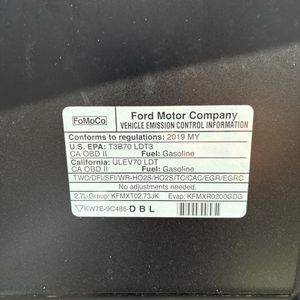 FoMoCo
Ford Motor Company
VEHICLE EMISSION CONTROL INFORMATION
Conforms to regulations: 2019 MY
U.S. EPA: T3B70 LDT3
CA OBD II Fuel: Gasoline
California: ULEV70 LDT
CA OBD II Fuel: Gasoline
TWC/DFI/SFI/WR-HO2S/HO2S/TC/CAC/EGR/EGRC
No adjustments needed.
2.7L-Group: KFMXT02.73JK Evap: KFMXR0200GDG
KW7E-9C485-DBL